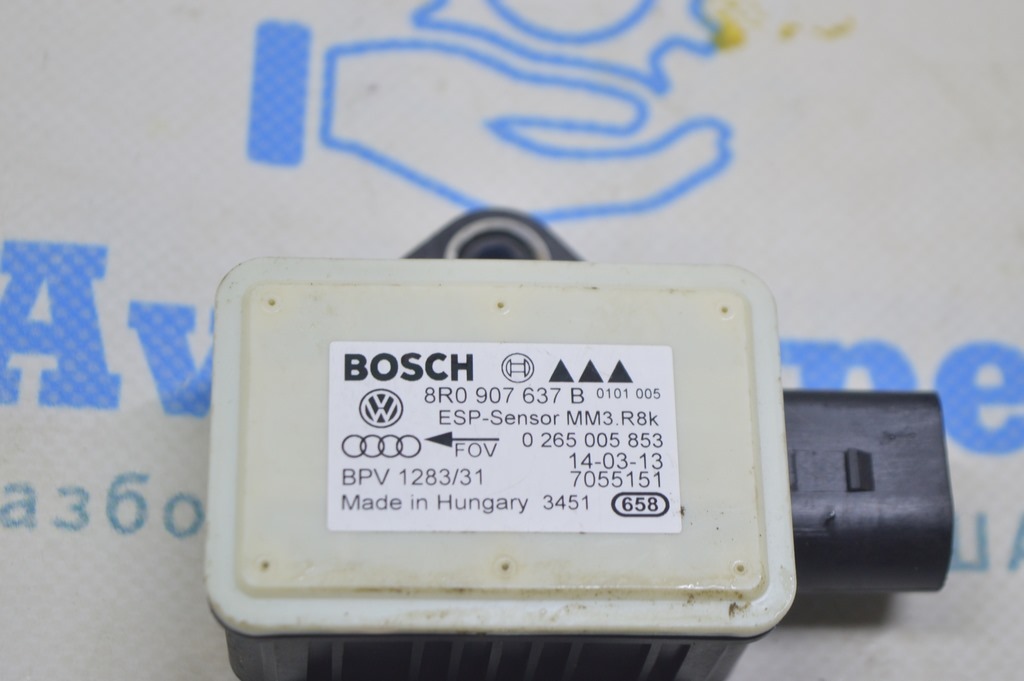 BOSCH
8R0 907 637 B 0101 005
ESP-Sensor MM3.R8k
FOV 0 265 005 853
14-03-13
BPV 1283/31 7055151
Made in Hungary 3451 658